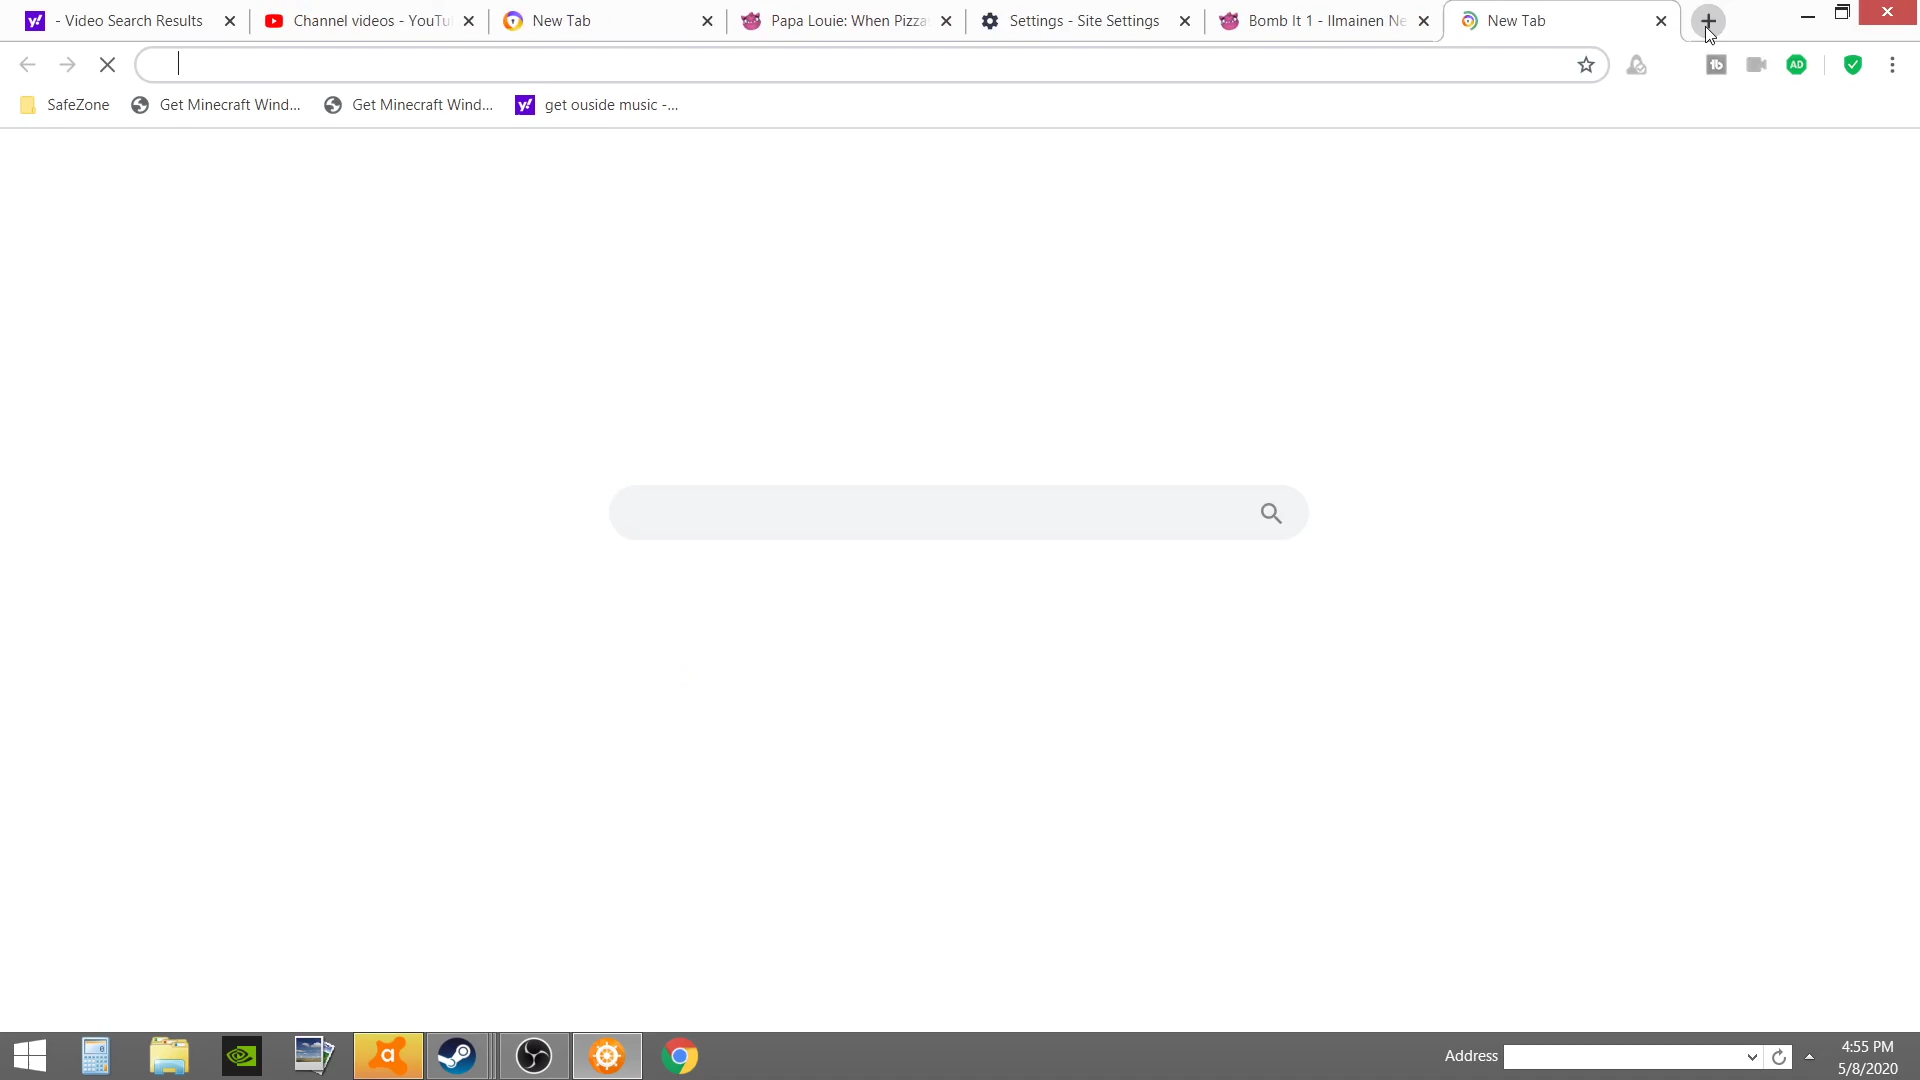 - Video Search Results
Channel videos - YouTu
New Tab
Papa Louie: When Pizza
Settings - Site Settings
Bomb It 1 - Ilmainen Ne
New Tab
SafeZone
Get Minecraft Wind...
Get Minecraft Wind...
get ouside music -...
Address
4:55 PM
5/8/2020